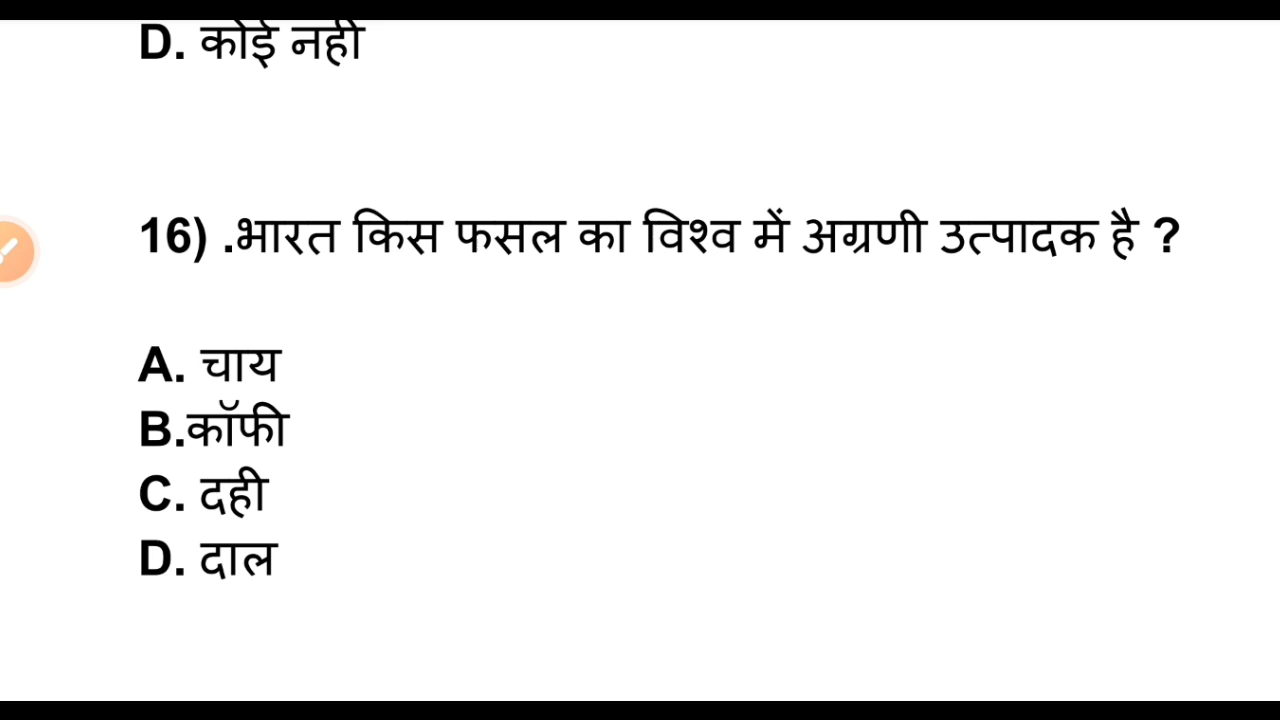 D. कोई नही
16) .भारत किस फसल का विश्व में अग्रणी उत्पादक है ?
A. चाय
B.कॉफी
C. दही
D. दाल